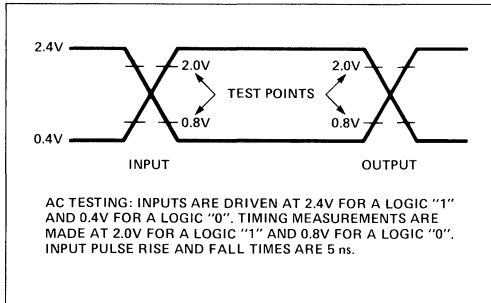 2.4V
2.0V 2.0V
TEST POINTS
0.8V 0.8V
0.4V
INPUT OUTPUT
AC TESTING: INPUTS ARE DRIVEN AT 2.4V FOR A LOGIC "1"
AND 0.4V FOR A LOGIC "0". TIMING MEASUREMENTS ARE
MADE AT 2.0V FOR A LOGIC "1" AND 0.8V FOR A LOGIC "0".
INPUT PULSE RISE AND FALL TIMES ARE 5 ns.